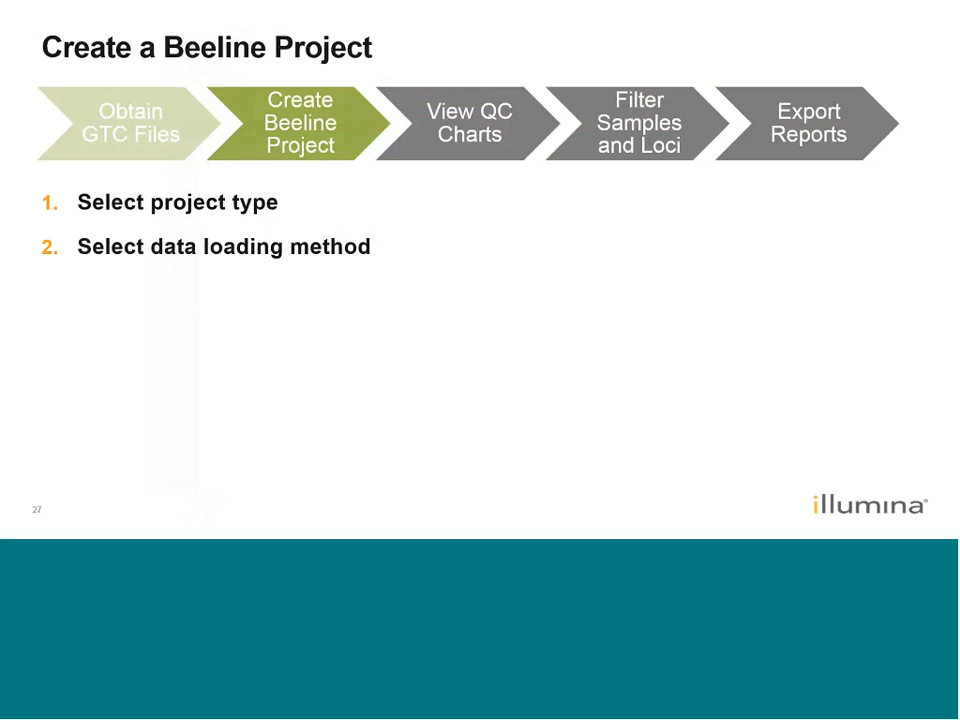 Create a Beeline Project
Obtain
GTC Files
Create
Beeline
Project
View QC
Charts
Filter
Samples
and Loci
Export
Reports
1. Select project type
2. Select data loading method
27
illumina®